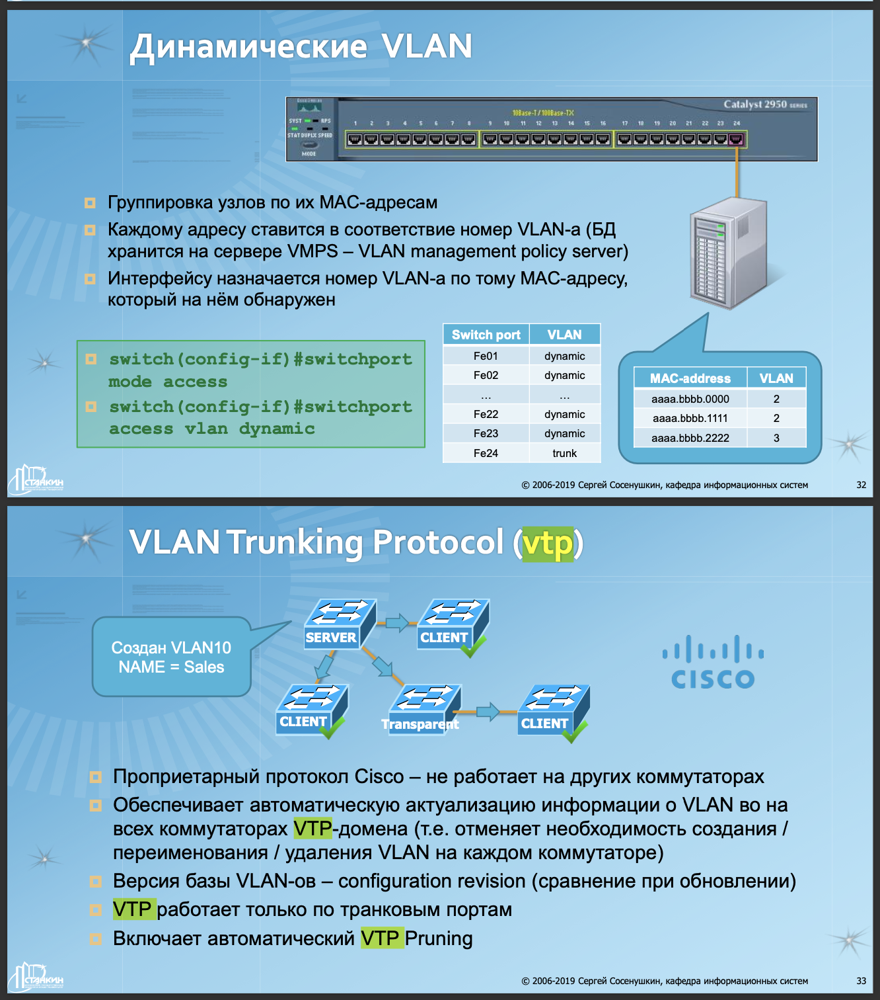 Динамические VLAN
Catalyst 2950 SERIES
10Base-T/100Base-TX
SYST RPS
1 2 3 4 5 6 7 8 9 10 11 12 13 14 15 16 17 18 19 20 21 22 23 24
STAT DUPLX SPEED
MODE
Группировка узлов по их MAC-адресам
Каждому адресу ставится в соответствие номер VLAN-а (БД
хранится на сервере VMPS – VLAN management policy server)
Интерфейсу назначается номер VLAN-а по тому MAC-адресу,
который на нём обнаружен
switch(config-if)#switchport
mode access
switch(config-if)#switchport
access vlan dynamic
Switch port VLAN
Fe01 dynamic
Fe02 dynamic
... ...
Fe22 dynamic
Fe23 dynamic
Fe24 trunk
MAC-address VLAN
aaaa.bbbb.0000 2
aaaa.bbbb.1111 2
aaaa.bbbb.2222 3
СТАНКИН
© 2006-2019 Сергей Сосенушкин, кафедра информационных систем 32
VLAN Trunking Protocol (vtp)
Создан VLAN10
NAME = Sales
SERVER
CLIENT
CLIENT
Transparent
CLIENT
CISCO
Проприетарный протокол Cisco – не работает на других коммутаторах
Обеспечивает автоматическую актуализацию информации о VLAN во на
всех коммутаторах VTP-домена (т.е. отменяет необходимость создания /
переименования / удаления VLAN на каждом коммутаторе)
Версия базы VLAN-ов – configuration revision (сравнение при обновлении)
VTP работает только по транковым портам
Включает автоматический VTP Pruning
СТАНКИН
© 2006-2019 Сергей Сосенушкин, кафедра информационных систем 33